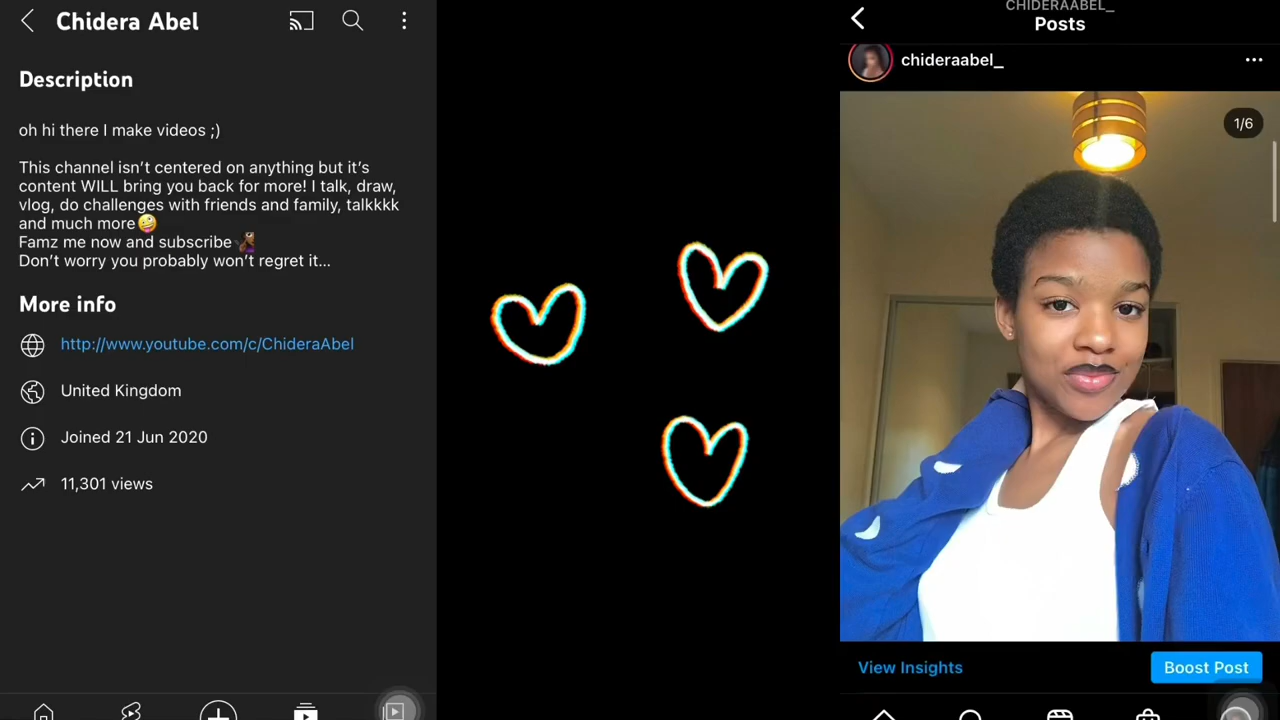 Chidera Abel
Description
oh hi there I make videos ;)
This channel isn't centered on anything but it's
content WILL bring you back for more! I talk, draw,
vlog, do challenges with friends and family, talkkkk
and much more🤪
Famz me now and subscribe
Don't worry you probably won't regret it...
More info
http://www.youtube.com/c/ChideraAbel
United Kingdom
Joined 21 Jun 2020
11,301 views
CHIDERAABEL_
Posts
chideraabel_
1/6
View Insights
Boost Post